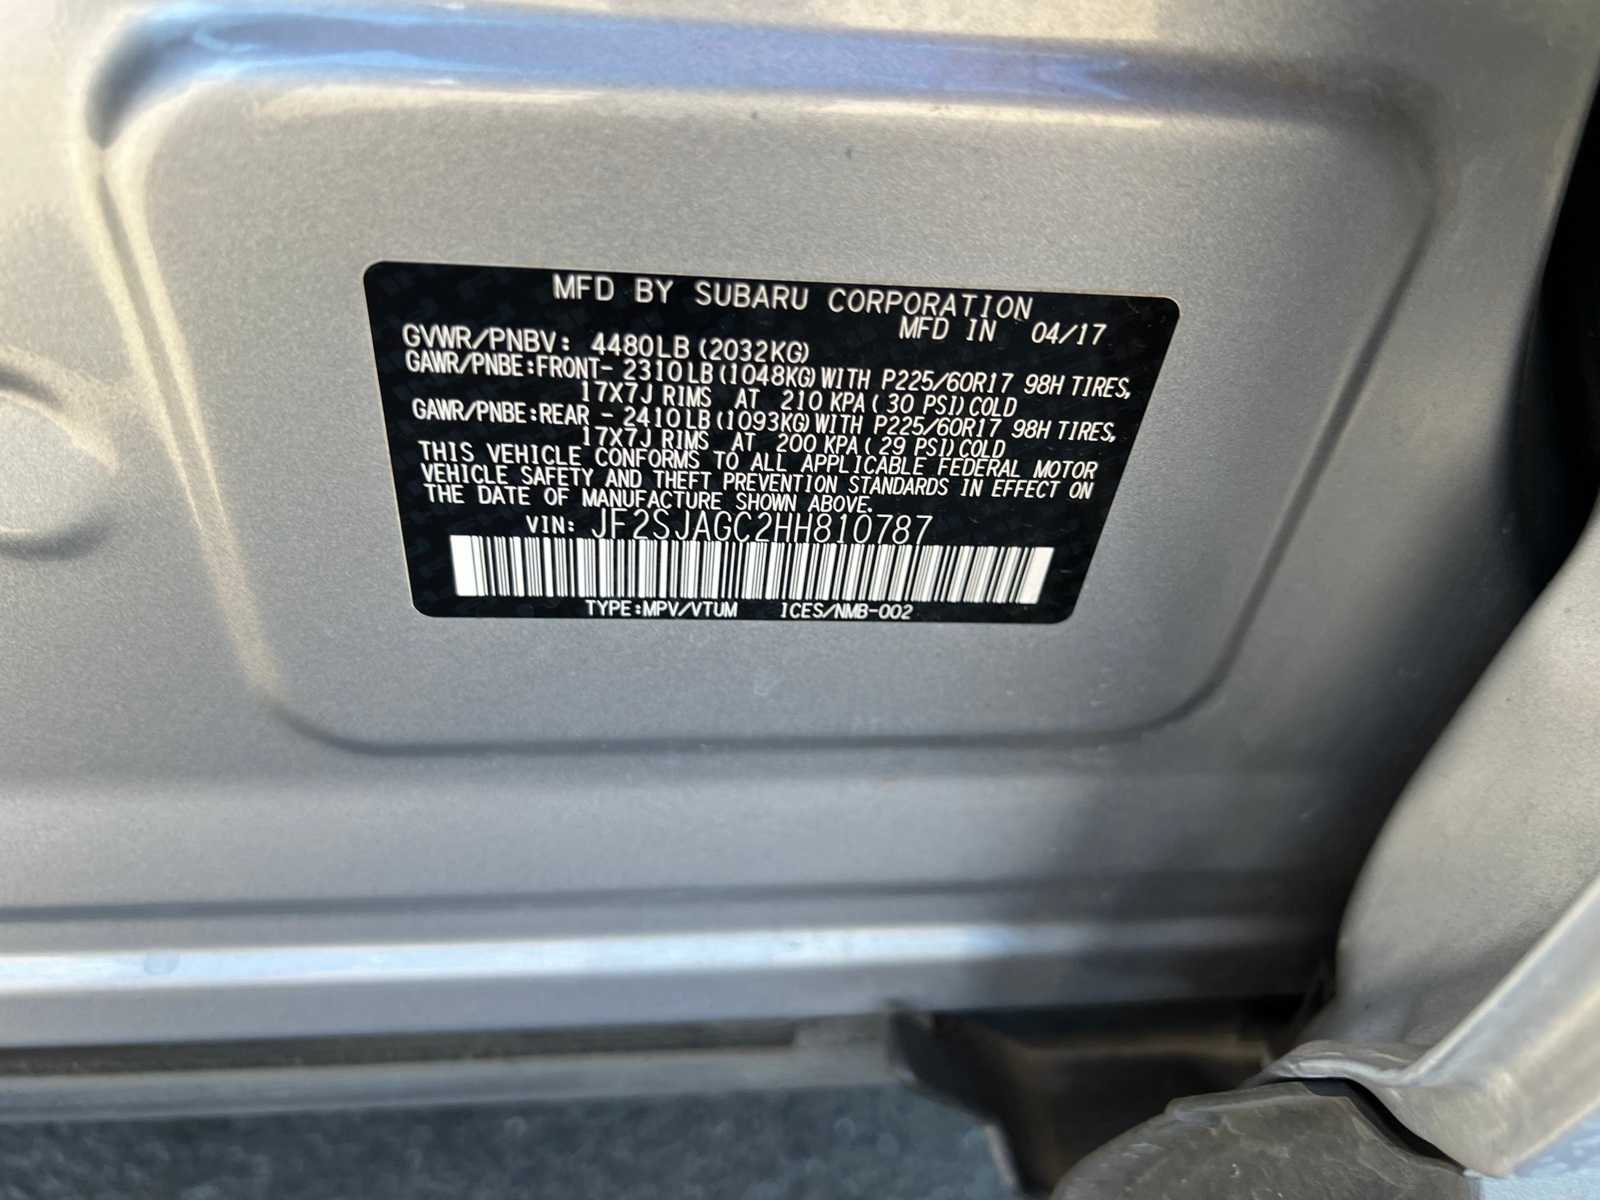 MFD BY SUBARU CORPORATION
MFD IN 04/17
GVWR/PNBV: 4480LB (2032KG)
GAWR/PNBE:FRONT- 2310LB (1048KG) WITH P225/60R17 98H TIRES,
17X7J RIMS AT 210 KPA ( 30 PSI) COLD
GAWR/PNBE:REAR - 2410LB (1093KG) WITH P225/60R17 98H TIRES,
17X7J RIMS AT 200 KPA ( 29 PSI) COLD
THIS VEHICLE CONFORMS TO ALL APPLICABLE FEDERAL MOTOR
VEHICLE SAFETY AND THEFT PREVENTION STANDARDS IN EFFECT ON
THE DATE OF MANUFACTURE SHOWN ABOVE.
VIN: JF2SJAGC2HH810787
TYPE:MPV/VTUM ICES/NMB-002